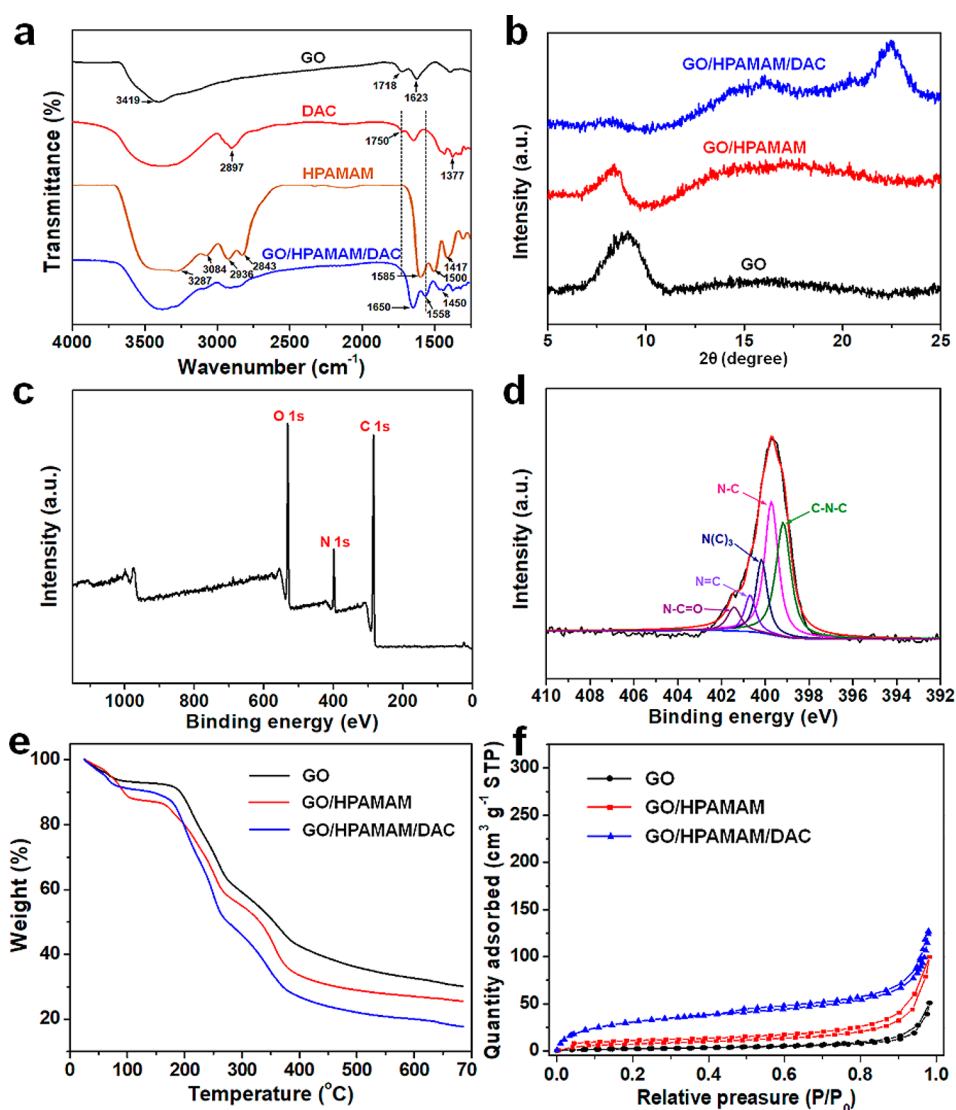 a
GO
3419
1718
1623
DAC
1750
2897
1377
HPAMAM
3287
3084
2936
2843
1585
1417
1500
GO/HPAMAM/DAC
1650
1558
1450
Transmittance (%)
4000 3500 3000 2500 2000 1500
Wavenumber (cm⁻¹)
b
GO/HPAMAM/DAC
GO/HPAMAM
GO
Intensity (a.u.)
5 10 15 20 25
2θ (degree)
c
O 1s
C 1s
N 1s
Intensity (a.u.)
1000 800 600 400 200 0
Binding energy (eV)
d
N-C
C-N-C
N(C)₃
N=C
N-C=O
Intensity (a.u.)
410 408 406 404 402 400 398 396 394 392
Binding energy (eV)
e
GO
GO/HPAMAM
GO/HPAMAM/DAC
100
80
60
40
20
Weight (%)
0 100 200 300 400 500 600 70
Temperature (°C)
f
GO
GO/HPAMAM
GO/HPAMAM/DAC
300
250
200
150
100
50
0
Quantity adsorbed (cm³ g⁻¹ STP)
0.0 0.2 0.4 0.6 0.8 1.0
Relative preasure (P/P₀)